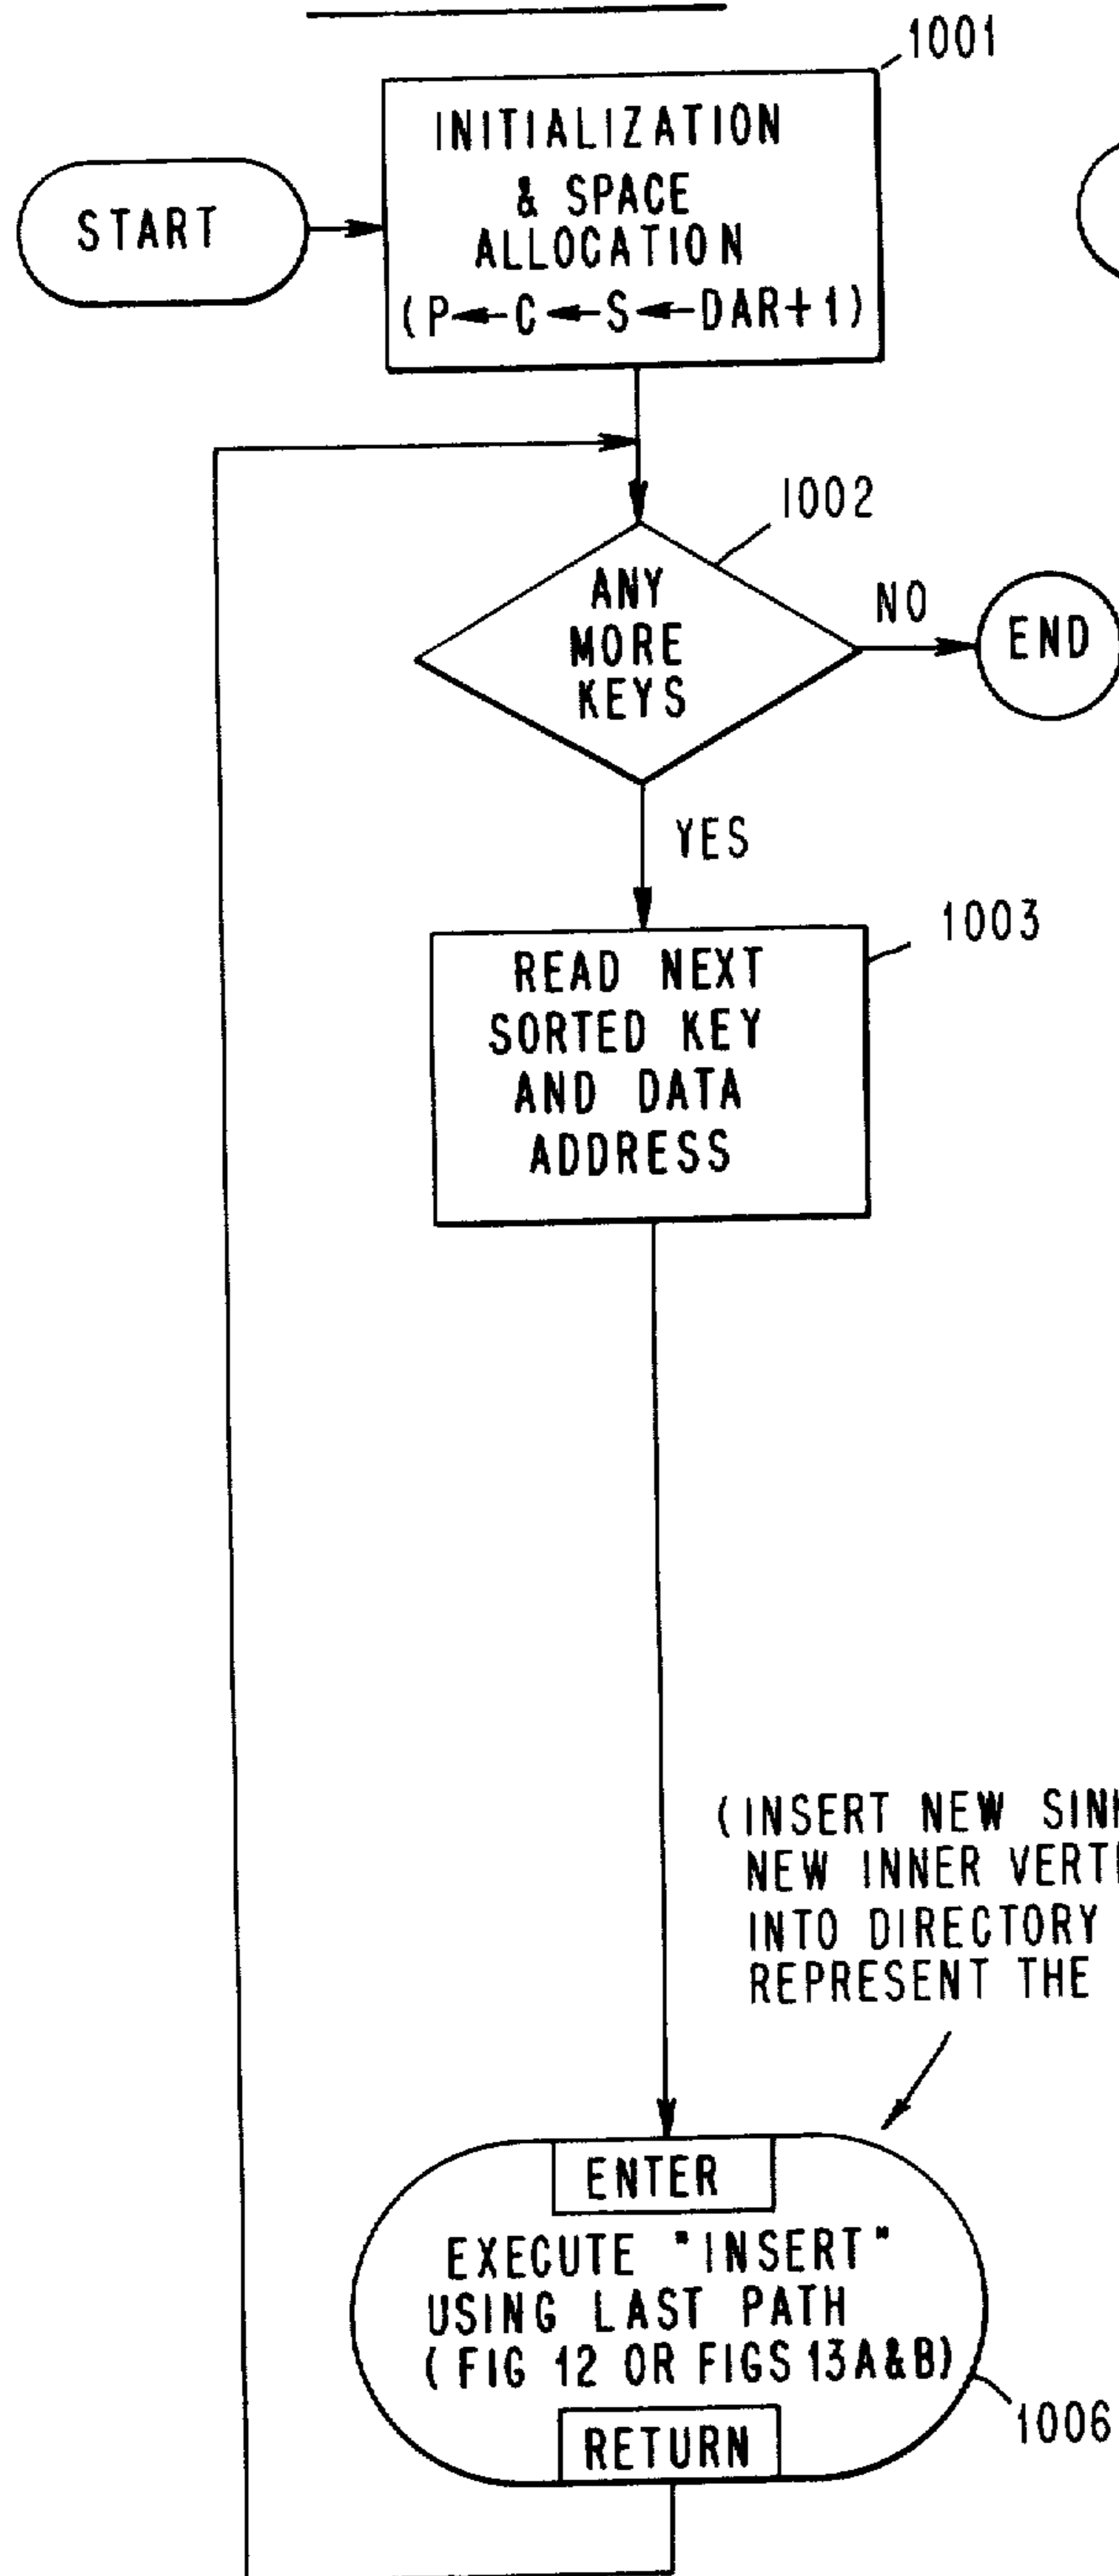 1001
INITIALIZATION
& SPACE
ALLOCATION
(P←C←S←DAR+1)
START
1002
ANY
MORE
KEYS
NO
END
YES
1003
READ NEXT
SORTED KEY
AND DATA
ADDRESS
(INSERT NEW
NEW INNER
INTO DIRECTORY
REPRESENT THE
ENTER
EXECUTE "INSERT"
USING LAST PATH
(FIG 12 OR FIGS 13A&B)
RETURN
1006